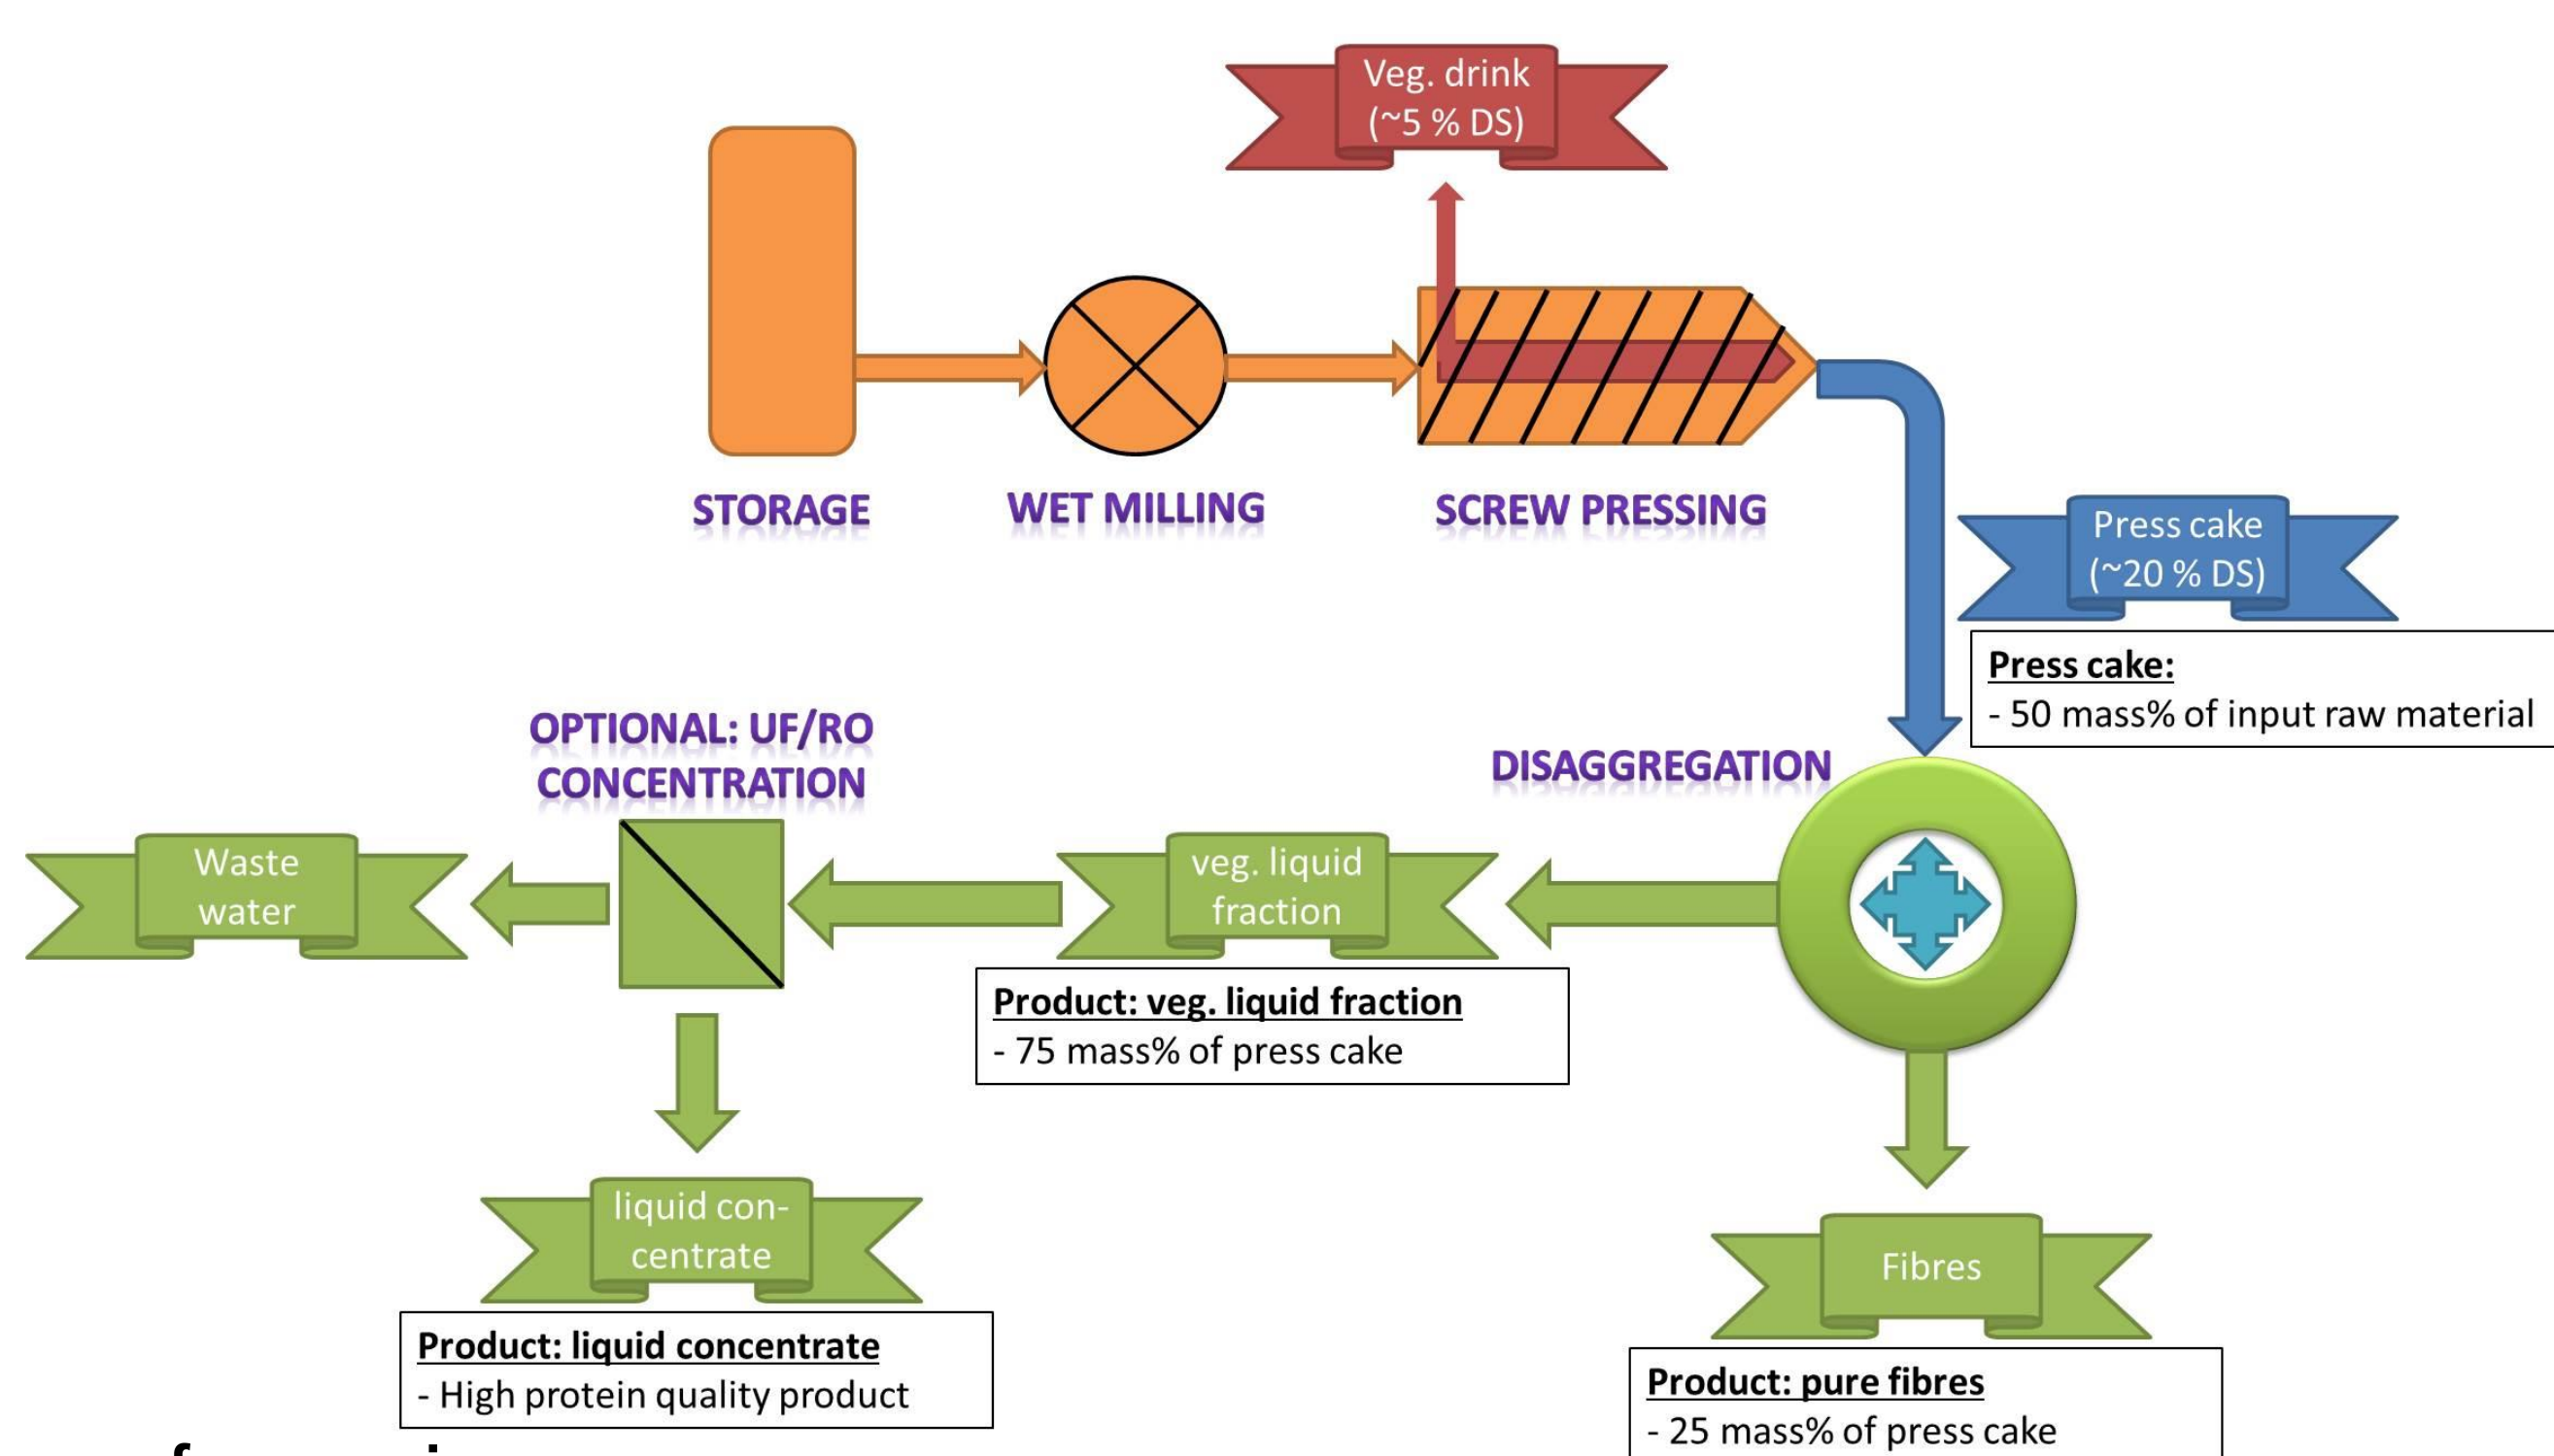 Veg. drink
(~5 % DS)
STORAGE
WET MILLING
SCREW PRESSING
Press cake
(~20 % DS)
Press cake:
- 50 mass% of input raw material
OPTIONAL: UF/RO
CONCENTRATION
DISAGGREGATION
Waste
water
veg. liquid
fraction
Product: veg. liquid fraction
- 75 mass% of press cake
liquid con-
centrate
Product: liquid concentrate
- High protein quality product
Fibres
Product: pure fibres
- 25 mass% of press cake